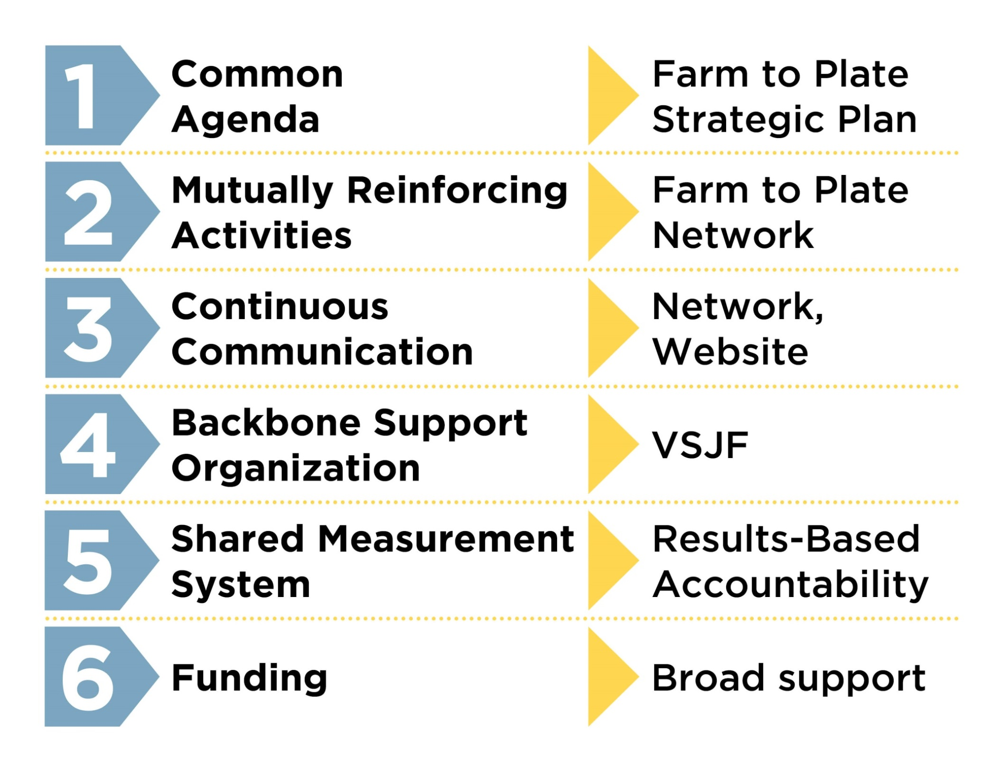 1
Common
Agenda
Farm to Plate
Strategic Plan
2
Mutually Reinforcing
Activities
Farm to Plate
Network
3
Continuous
Communication
Network,
Website
4
Backbone Support
Organization
VSJF
5
Shared Measurement
System
Results-Based
Accountability
6
Funding
Broad support